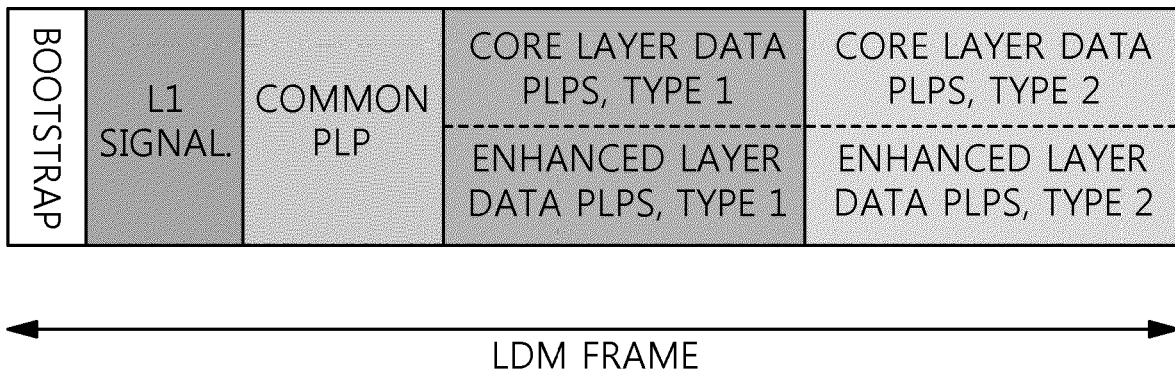 BOOTSTRAP
L1
SIGNAL.
COMMON
PLP
CORE LAYER DATA
PLPS, TYPE 1
ENHANCED LAYER
DATA PLPS, TYPE 1
CORE LAYER DATA
PLPS, TYPE 2
ENHANCED LAYER
DATA PLPS, TYPE 2
LDM FRAME